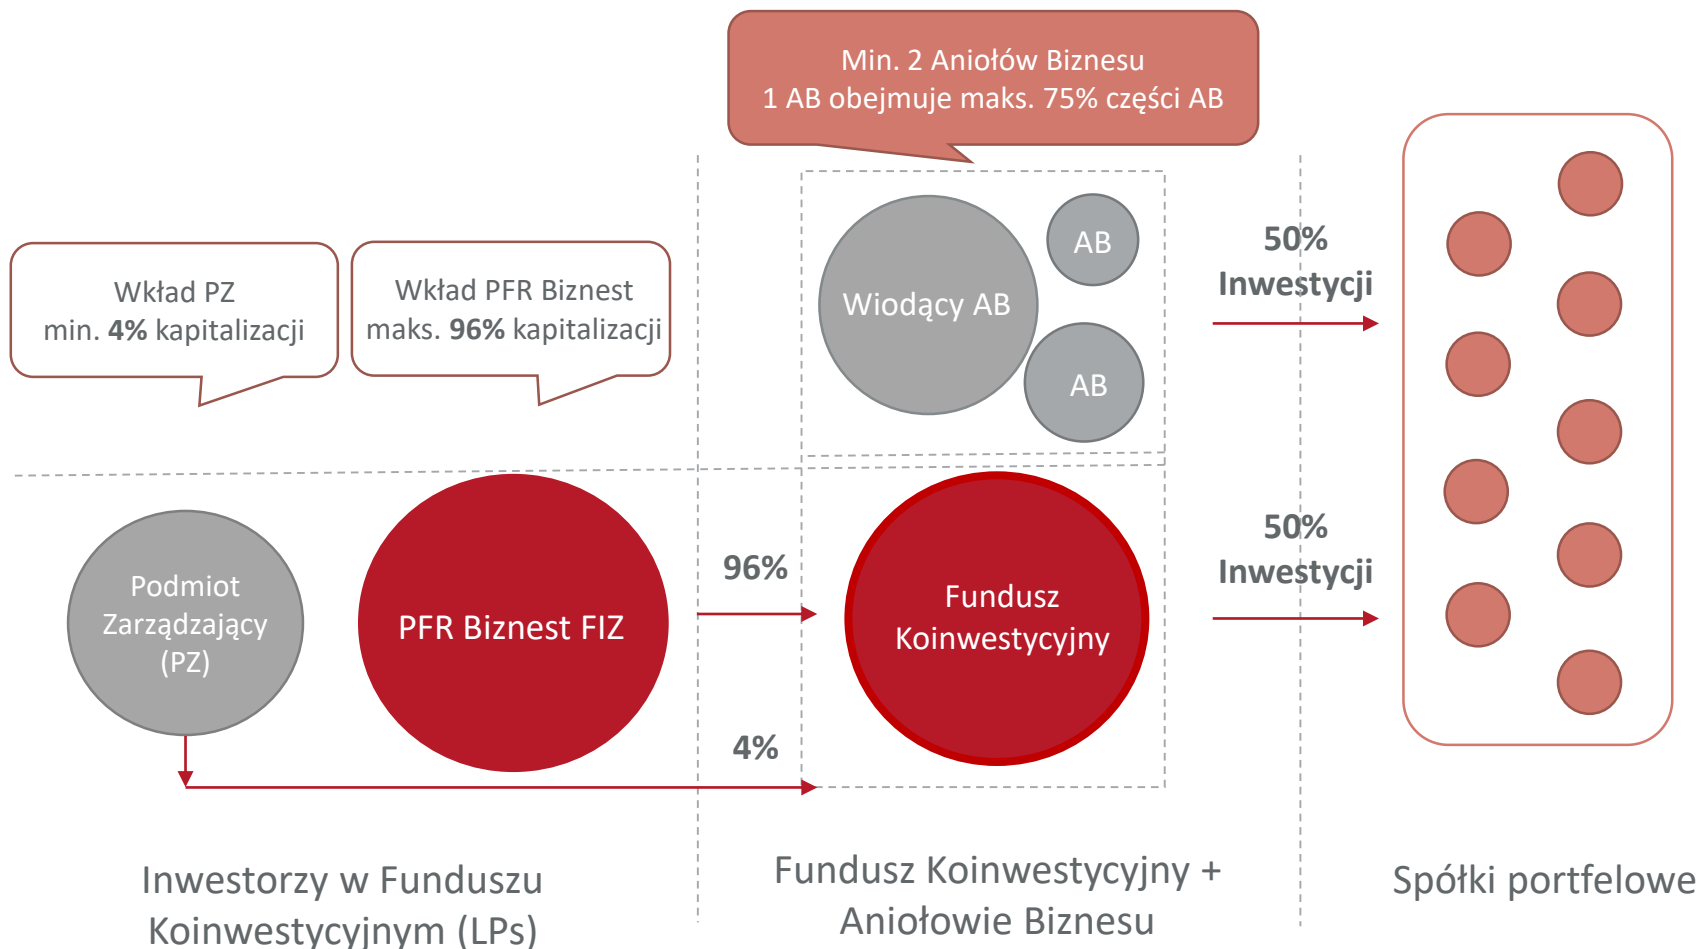 Min. 2 Aniołów Biznesu
1 AB obejmuje maks. 75% części AB
Wkład PZ
min. 4% kapitalizacji
Wkład PFR Biznest
maks. 96% kapitalizacji
Wiodący AB
AB
AB
50%
Inwestycji
Podmiot
Zarządzający
(PZ)
PFR Biznest FIZ
96%
4%
Fundusz
Koinwestycyjny
50%
Inwestycji
Inwestorzy w Funduszu
Koinwestycyjnym (LPs)
Fundusz Koinwestycyjny +
Aniołowie Biznesu
Spółki portfelowe